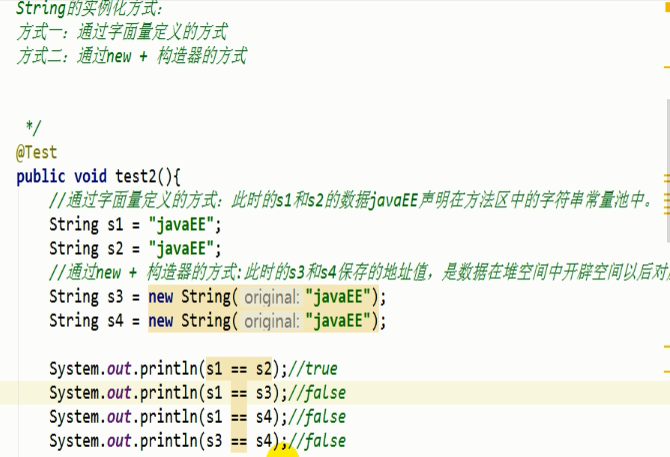 String的实例化方式：
方式一：通过字面量定义的方式
方式二：通过new + 构造器的方式
*/
@Test
public void test2(){
//通过字面量定义的方式：此时的s1和s2的数据javaEE声明在方法区中的字符串常量池中。
String s1 = "javaEE";
String s2 = "javaEE";
//通过new + 构造器的方式:此时的s3和s4保存的地址值，是数据在堆空间中开辟空间以后对
String s3 = new String( original: "javaEE");
String s4 = new String( original: "javaEE");
System.out.println(s1 == s2);//true
System.out.println(s1 == s3);//false
System.out.println(s1 == s4);//false
System.out.println(s3 == s4);//false